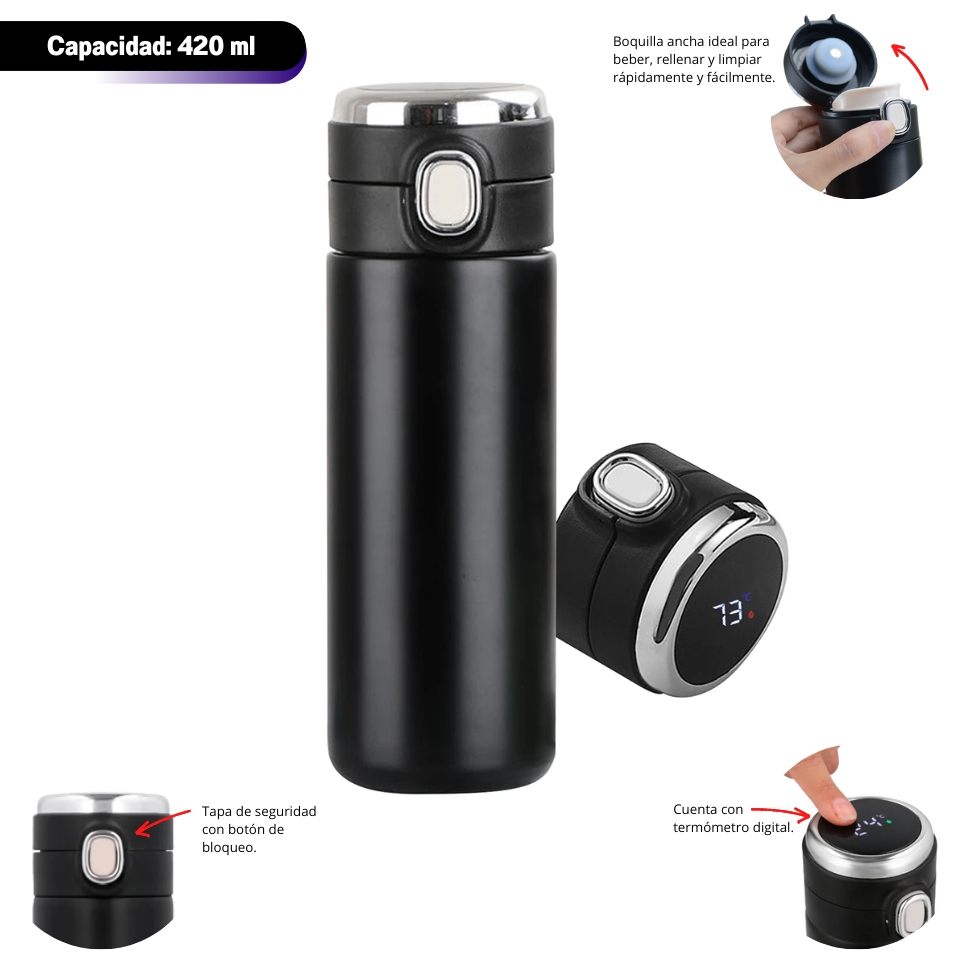 Capacidad: 420 ml
Boquilla ancha ideal para
beber, rellenar y limpiar
rápidamente y fácilmente.
73 °C
Tapa de seguridad
con botón de
bloqueo.
Cuenta con
termómetro digital.